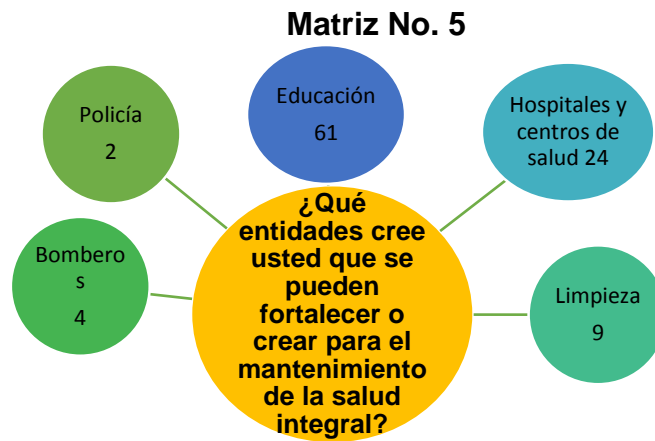 Matriz No. 5
Policía
2
Educación
61
Hospitales y
centros de
salud 24
Bombero
s
4
¿Qué
entidades cree
usted que se
pueden
fortalecer o
crear para el
mantenimiento
de la salud
integral?
Limpieza
9